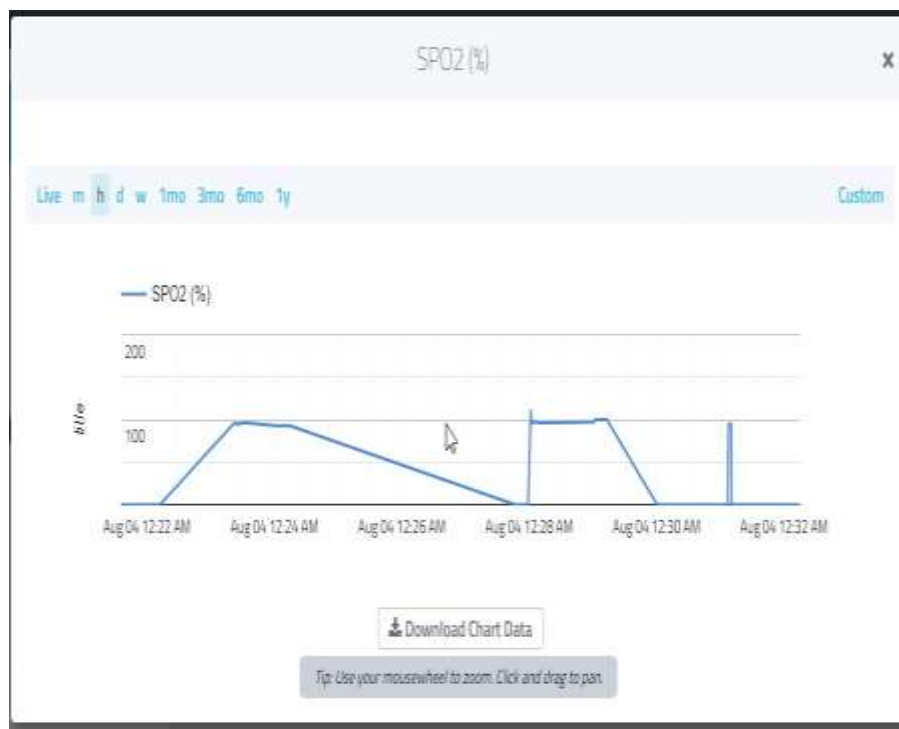 SPO2 (%)
x
Live m h d w 1mo 3mo 6mo 1y
Custom
SPO2 (%)
200
100
Aug 04 12:22 AM Aug 04 12:24 AM Aug 04 12:26 AM Aug 04 12:28 AM Aug 04 12:30 AM Aug 04 12:32 AM
Download Chart Data
Tip: Use your mousewheel to zoom. Click and drag to pan.